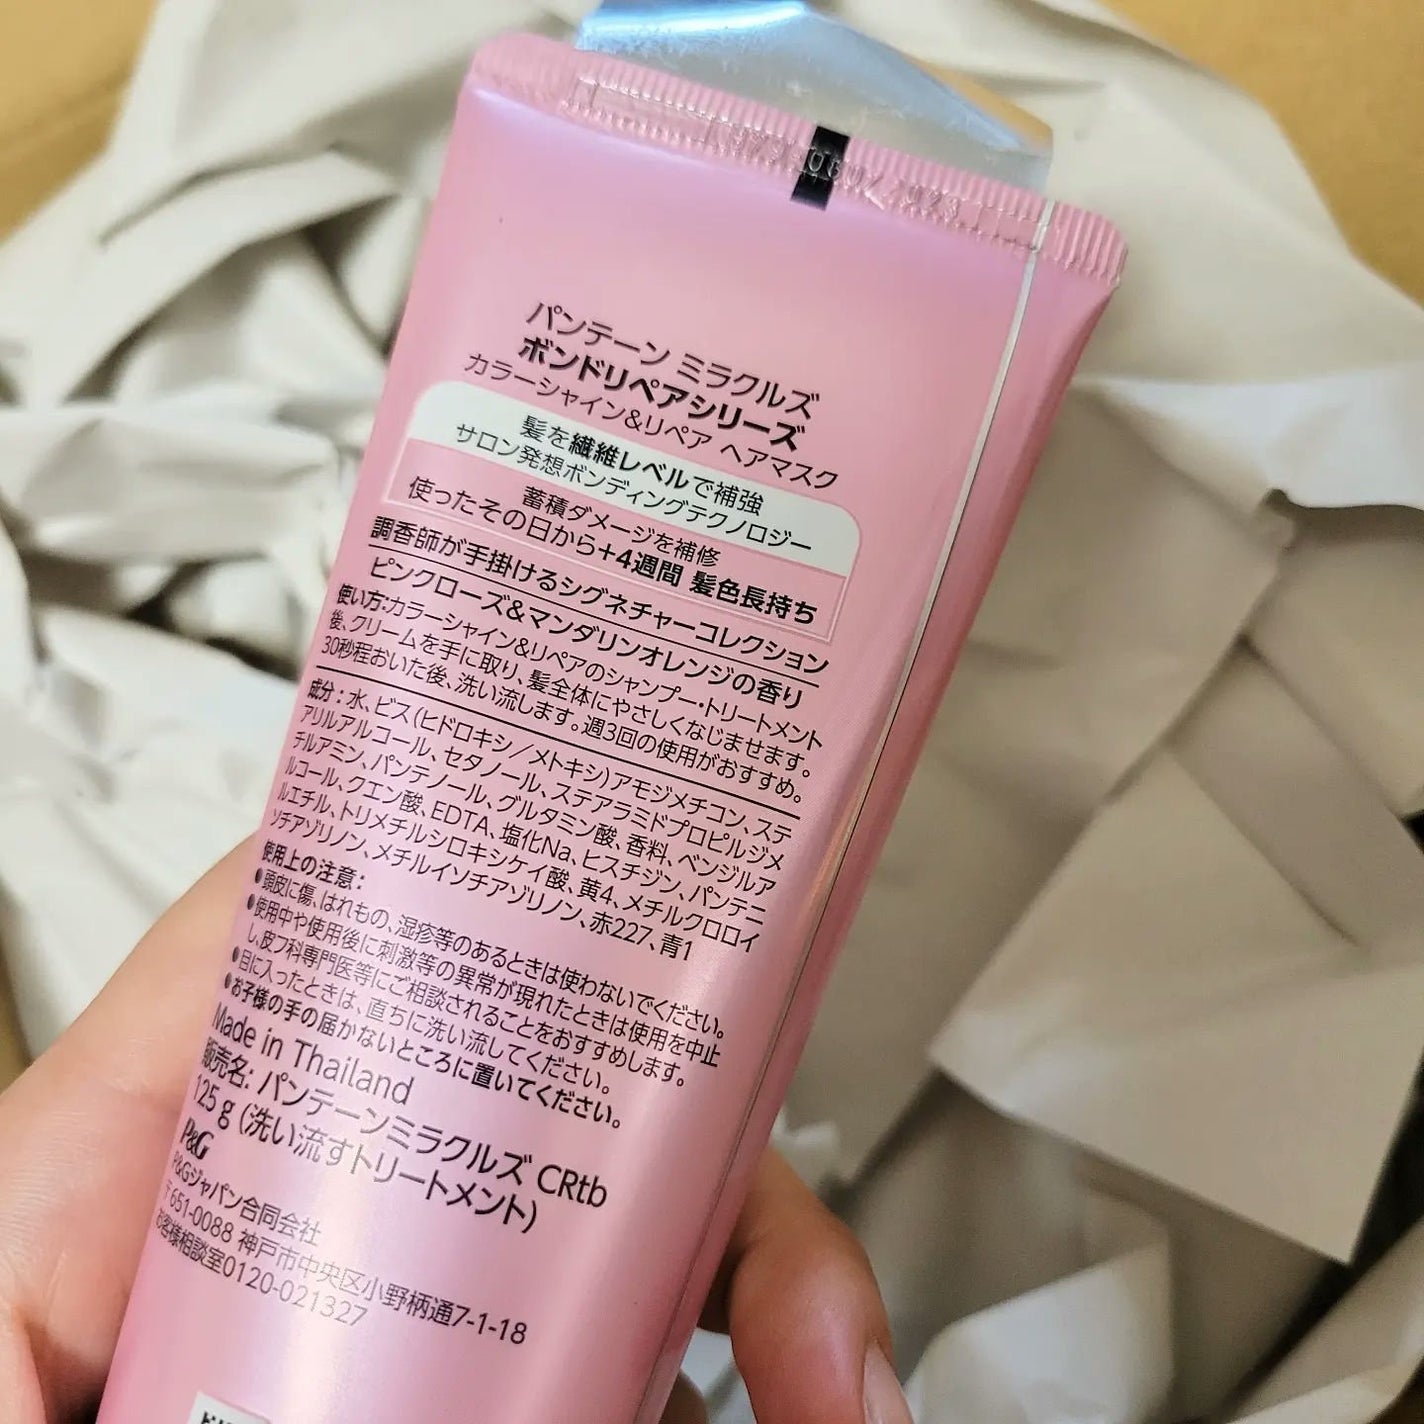 パンテーン ミラクルズ
ボンドリペアシリーズ
カラーシャイン&リペア ヘアマスク
髪を繊維レベルで補強
サロン発想ボンディングテクノロジー
蓄積ダメージを補修
使ったその日から+4週間 髪色長持ち
調香師が手掛けるシグネチャーコレクション
ピンクローズ&マンダリンオレンジの香り
使い方:カラーシャイン&リペアのシャンプー・トリートメント
後、クリームを手に取り、髪全体にやさしくなじませます。
30秒程おいた後、洗い流します。週3回の使用がおすすめ。
成分:水、ビス(ヒドロキシ/メトキシ)アモジメチコン、ステ
アリルアルコール、セタノール、ステアラミドプロピルジメ
チルアミン、パンテノール、グルタミン酸、香料、ベンジルア
ルコール、クエン酸、EDTA、塩化Na、ヒスチジン、パンテニ
ルエチル、トリメチルシロキシケイ酸、黄4、メチルクロロイ
ソチアゾリノン、メチルイソチアゾリノン、赤227、青1
使用上の注意:
●頭皮に傷、はれもの、湿疹等のあるときは使わないでください。
●使用中や使用後に刺激等の異常が現れたときは使用を中止
し、皮フ科専門医等にご相談されることをおすすめします。
●目に入ったときは、直ちに洗い流してください。
●お子様の手の届かないところに置いてください。
Made in Thailand
販売名: パンテーンミラクルズ CRtb
125 g (洗い流すトリートメント)
P&G
P&Gジャパン合同会社
〒651-0088 神戸市中央区小野柄通7-1-18
お客様相談室0120-021327